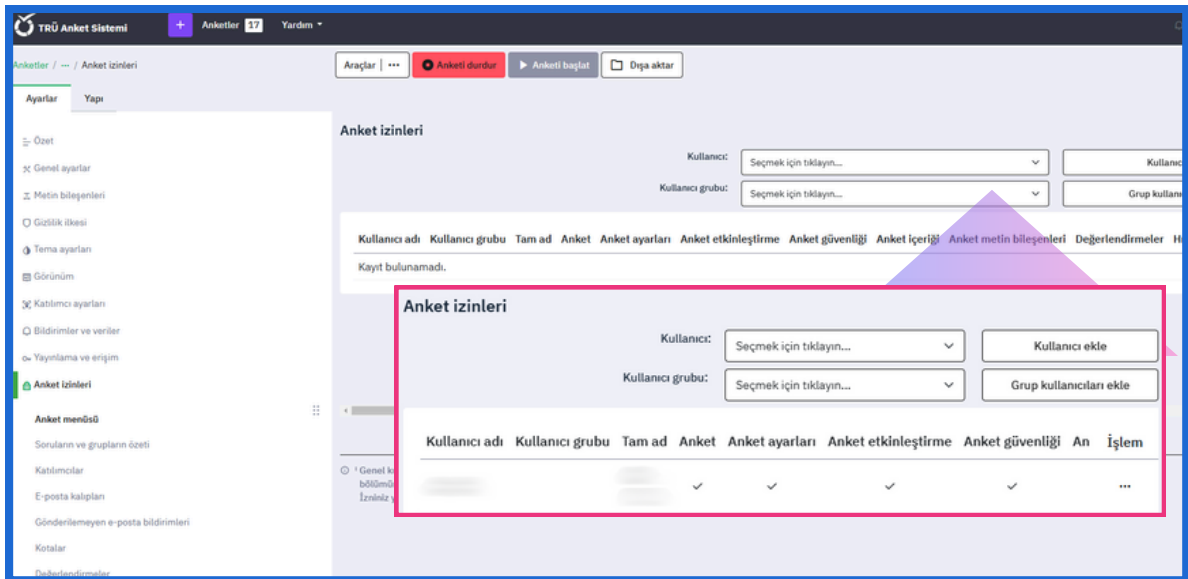 TRÜ Anket Sistemi + Anketler 17 Yardım
Anketler / ··· / Anket izinleri
Araçlar | ··· Anketi durdur Anketi başlat Dışa aktar
Ayarlar Yapı
Özet
Genel ayarlar
Metin bileşenleri
Gizlilik ilkesi
Tema ayarları
Görünüm
Katılımcı ayarları
Bildirimler ve veriler
Yayınlama ve erişim
Anket izinleri
Anket menüsü
Soruların ve grupların özeti
Katılımcılar
E-posta kalıpları
Gönderilemeyen e-posta bildirimleri
Kotalar
Değerlendirmeler
Anket izinleri
Kullanıcı: Seçmek için tıklayın...
Kullanıcı grubu: Seçmek için tıklayın... Grup
Kullanıcı adı Kullanıcı grubu Tam ad Anket Anket ayarları Anket etkinleştirme Anket güvenliği Anket içeriği Anket metin bileşenleri Değerlendirmeler
Kayıt bulunamadı.
¹ Genel
İzniniz
Anket izinleri
Kullanıcı: Seçmek için tıklayın... Kullanıcı ekle
Kullanıcı grubu: Seçmek için tıklayın... Grup kullanıcıları ekle
Kullanıcı adı Kullanıcı grubu Tam ad Anket Anket ayarları Anket etkinleştirme Anket güvenliği An İşlem
···